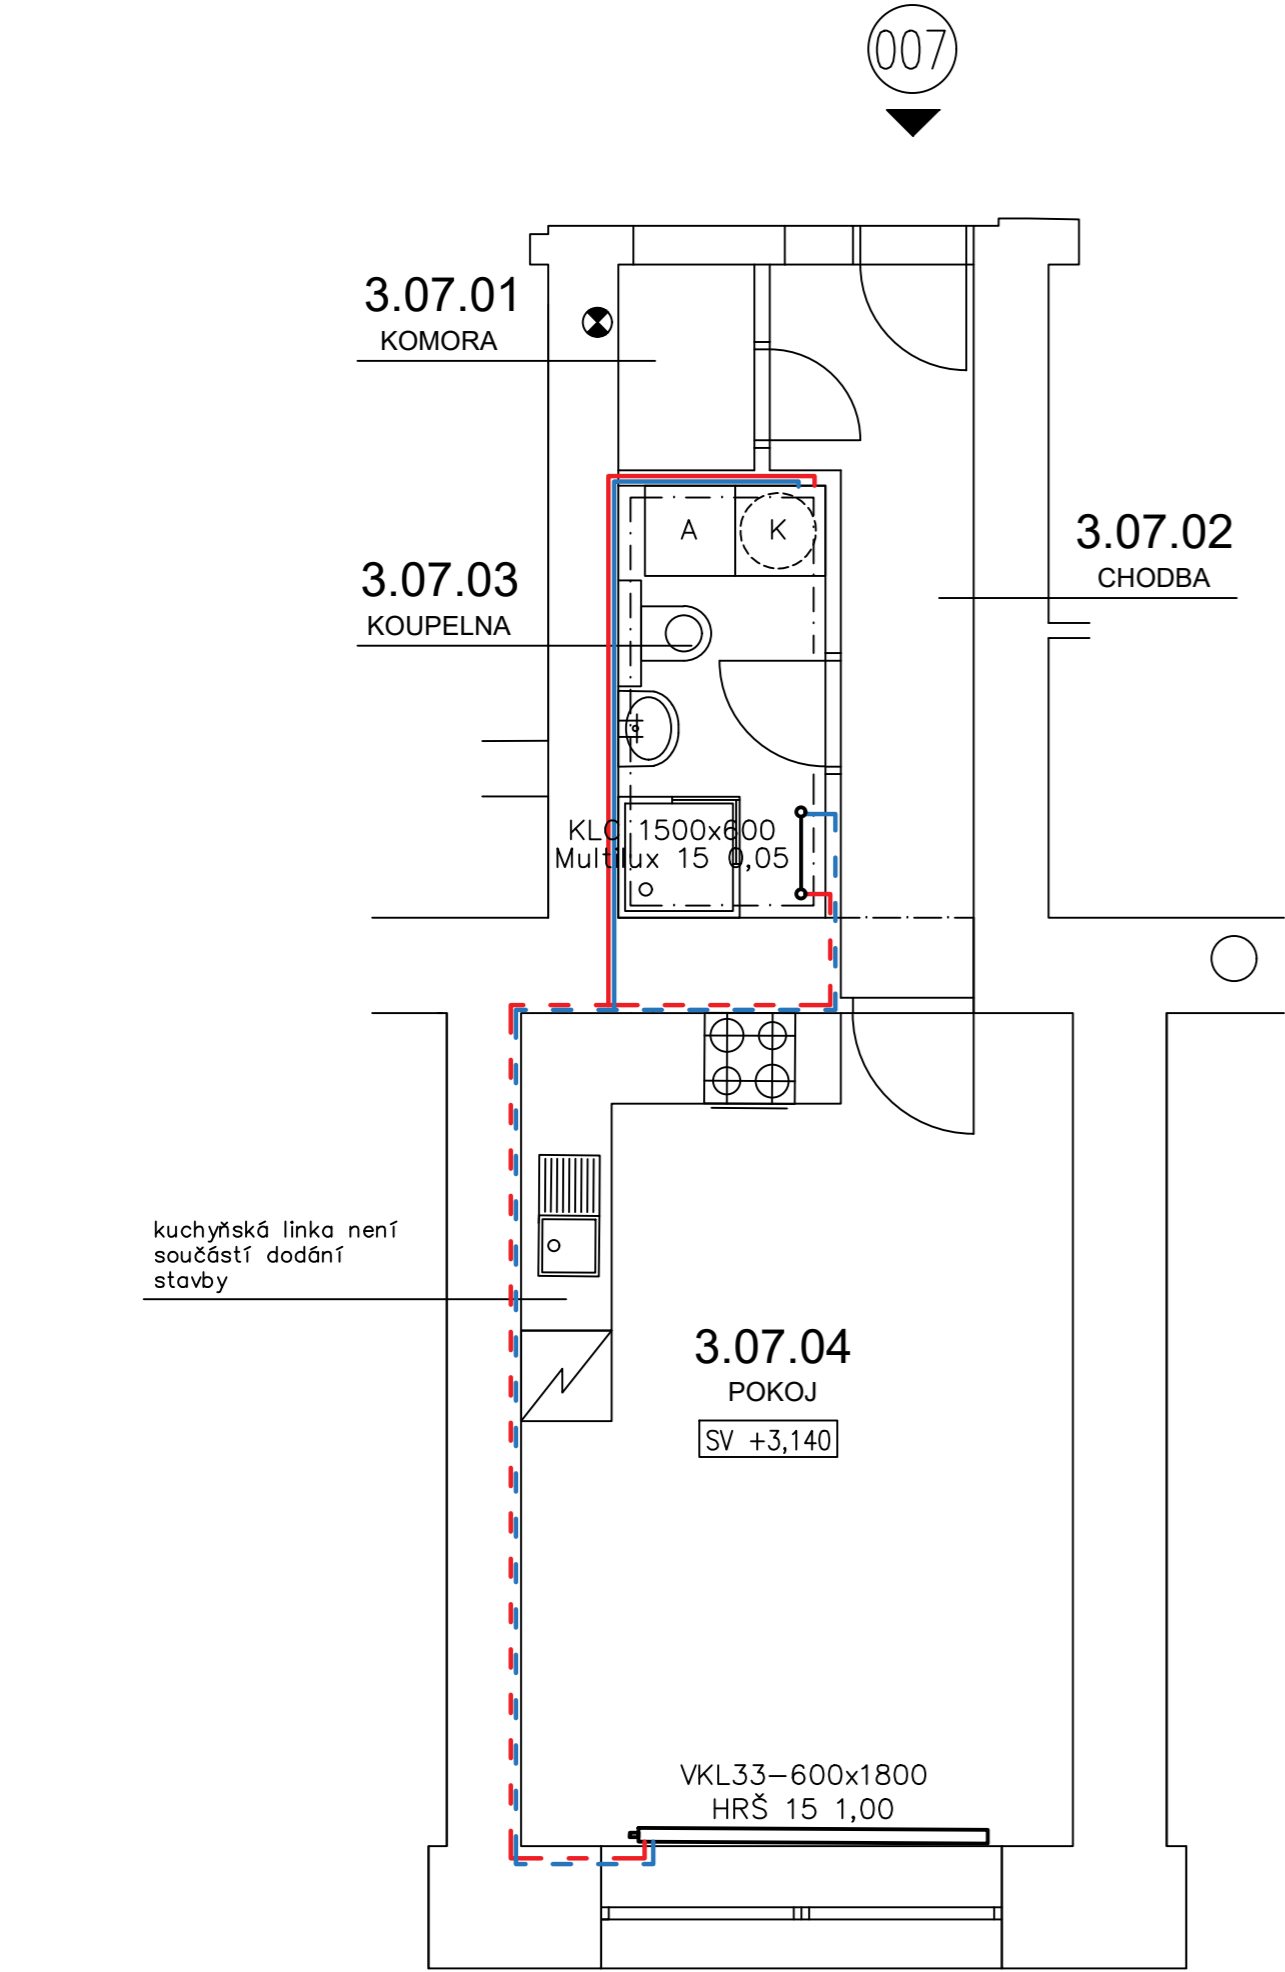 007
3.07.01
KOMORA
3.07.02
CHODBA
3.07.03
KOUPELNA
A
K
KLC 1500x600
Multilux 15 0,05
kuchyňská linka není
součástí dodání
stavby
3.07.04
POKOJ
SV +3,140
VKL33-600x1800
HRŠ 15 1,00